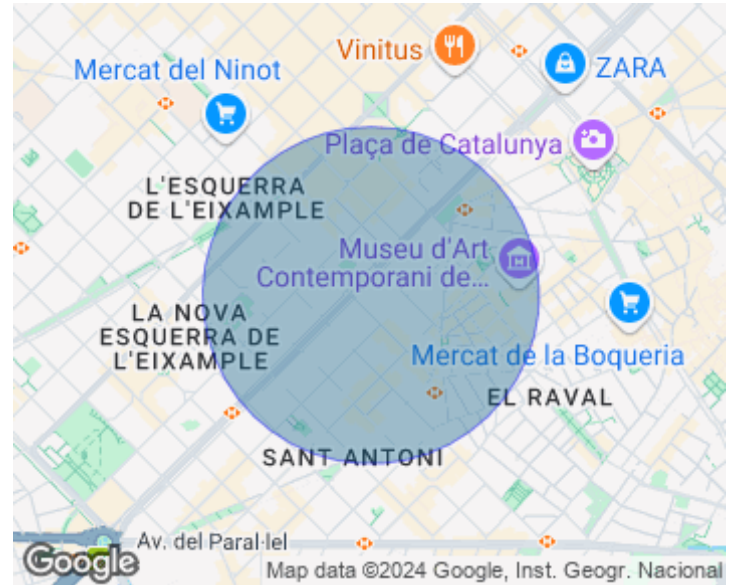 Vinitus
ZARA
Mercat del Ninot
Plaça de Catalunya
L'ESQUERRA
DE L'EIXAMPLE
Museu d'Art
Contemporani de...
LA NOVA
ESQUERRA DE
L'EIXAMPLE
Mercat de la Boqueria
EL RAVAL
SANT ANTONI
Av. del Paral·lel
Google
Map data ©2024 Google, Inst. Geogr. Nacional